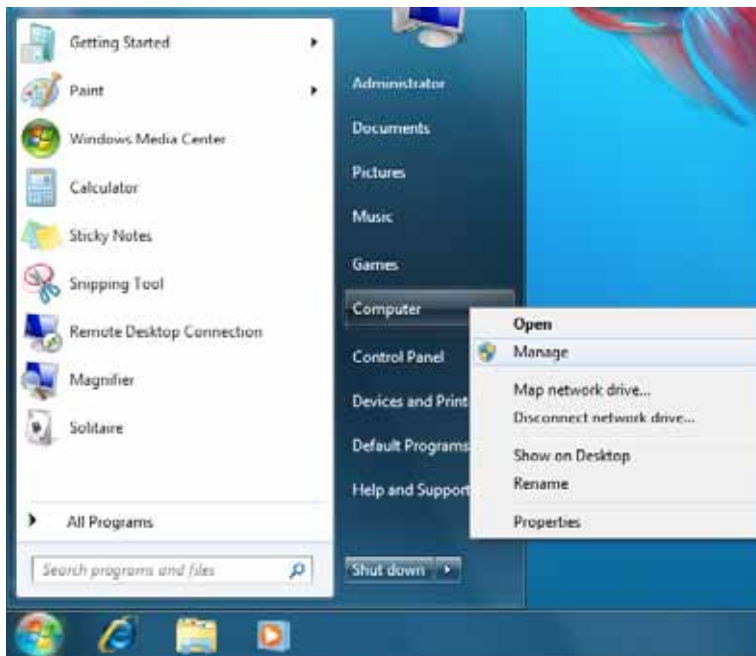 Getting Started
Paint
Windows Media Center
Calculator
Sticky Notes
Snipping Tool
Remote Desktop Connection
Magnifier
Solitaire
All Programs
Search programs and files
Administrator
Documents
Pictures
Music
Games
Computer
Control Panel
Devices and Print
Default Programs
Help and Support
Shut down
Open
Manage
Map network drive...
Disconnect network drive...
Show on Desktop
Rename
Properties